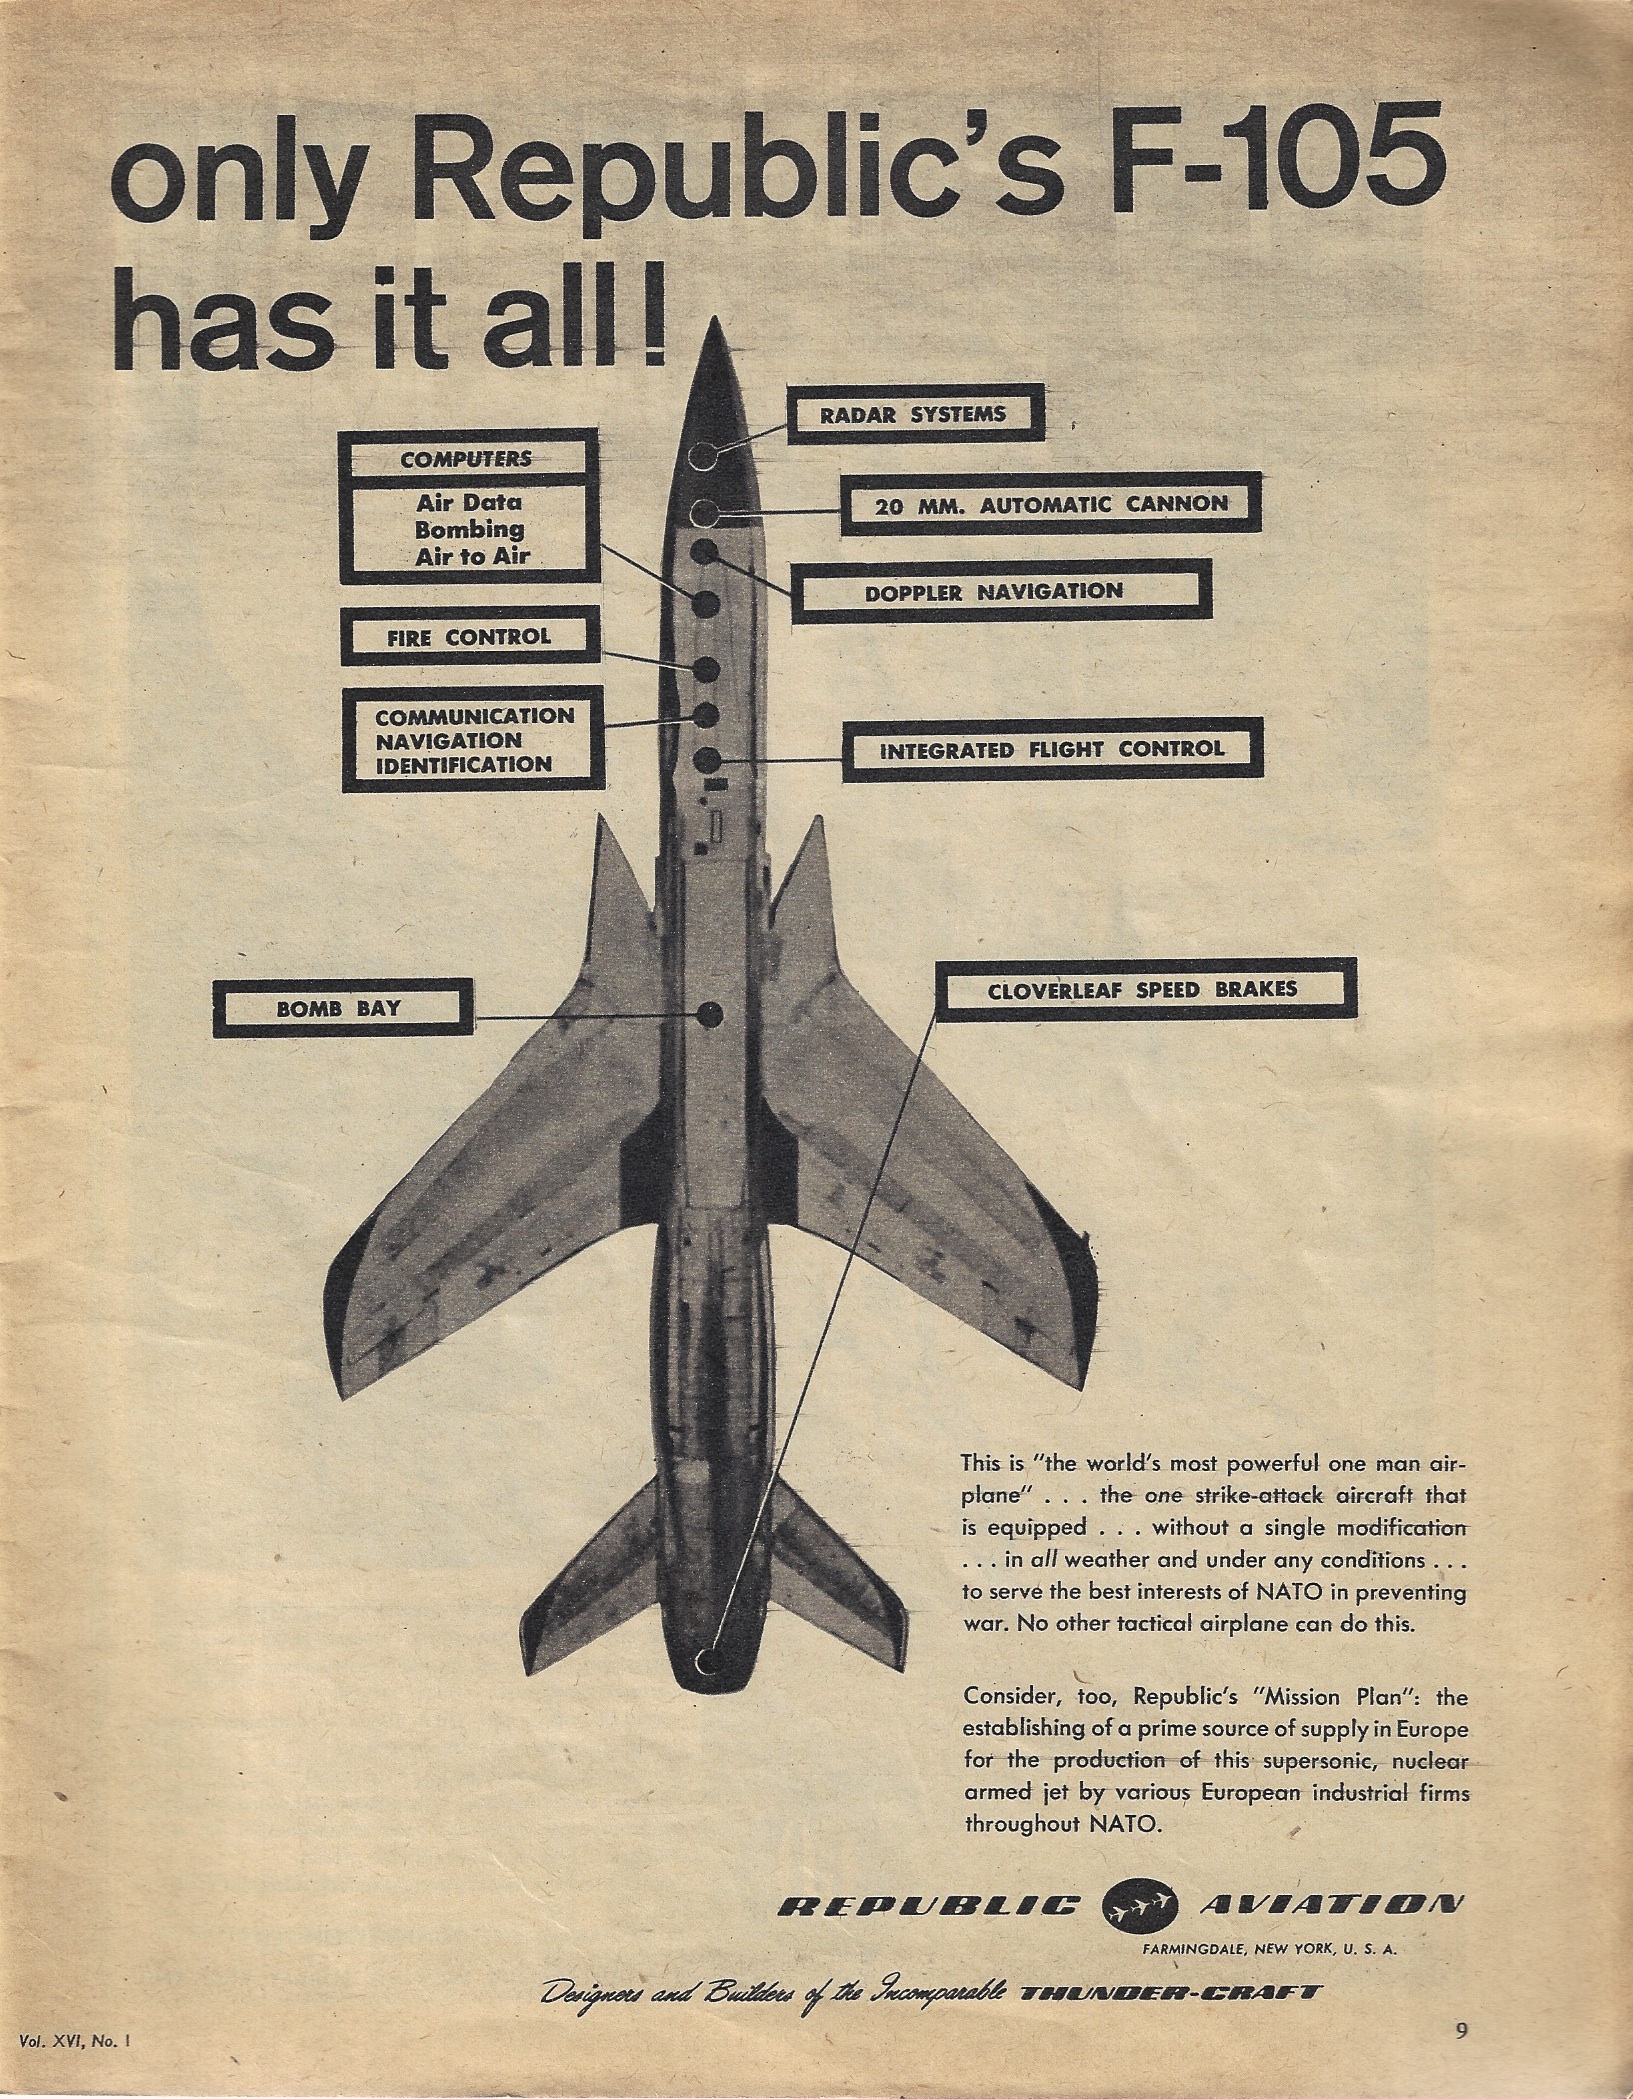 only Republic's F-105
has it all!
RADAR SYSTEMS
COMPUTERS
Air Data
Bombing
Air to Air
20 MM. AUTOMATIC CANNON
DOPPLER NAVIGATION
FIRE CONTROL
COMMUNICATION
NAVIGATION
IDENTIFICATION
INTEGRATED FLIGHT CONTROL
BOMB BAY
CLOVERLEAF SPEED BRAKES
This is "the world's most powerful one man air-
plane" . . . the one strike-attack aircraft that
is equipped . . . without a single modification
. . . in all weather and under any conditions . . .
to serve the best interests of NATO in preventing
war. No other tactical airplane can do this.
Consider, too, Republic's "Mission Plan": the
establishing of a prime source of supply in Europe
for the production of this supersonic, nuclear
armed jet by various European industrial firms
throughout NATO.
REPUBLIC AVIATION
FARMINGDALE, NEW YORK, U. S. A.
Designers and Builders of the Incomparable THUNDER-CRAFT
Vol. XVI, No. 1
9